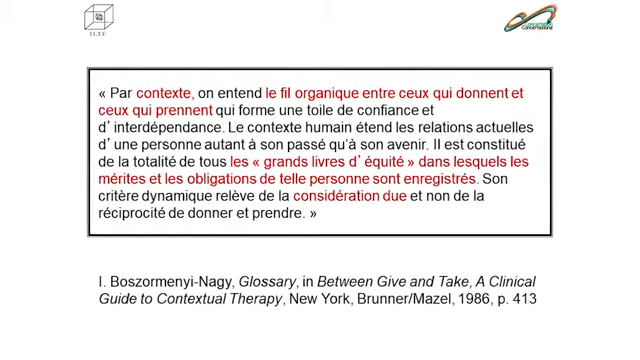 I.L.T.F.
Concertazione
« Par contexte, on entend le fil organique entre ceux qui donnent et
ceux qui prennent qui forme une toile de confiance et
d’interdépendance. Le contexte humain étend les relations actuelles
d’une personne autant à son passé qu’à son avenir. Il est constitué
de la totalité de tous les « grands livres d’équité » dans lesquels les
mérites et les obligations de telle personne sont enregistrés. Son
critère dynamique relève de la considération due et non de la
réciprocité de donner et prendre. »
I. Boszormenyi-Nagy, Glossary, in Between Give and Take, A Clinical
Guide to Contextual Therapy, New York, Brunner/Mazel, 1986, p. 413